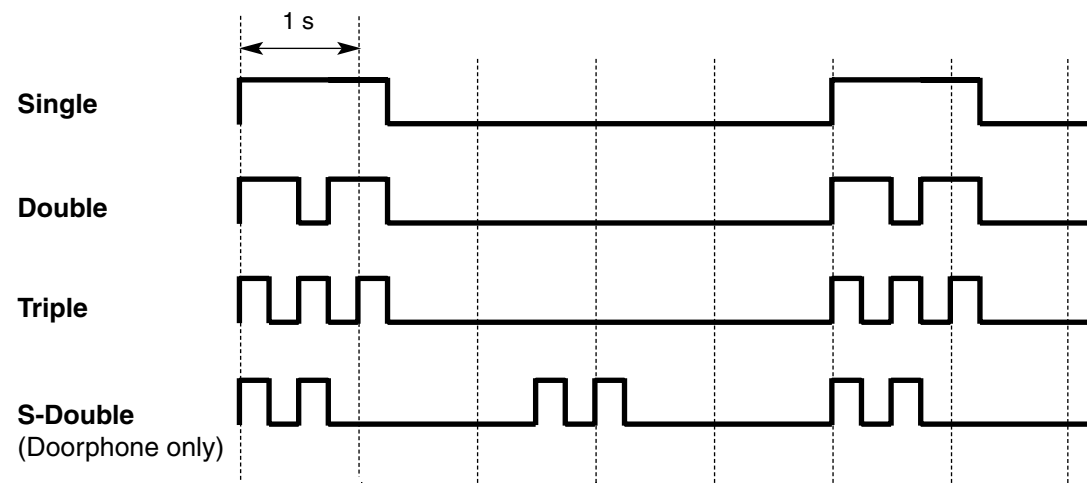 1 s
Single
Double
Triple
S-Double
(Doorphone only)